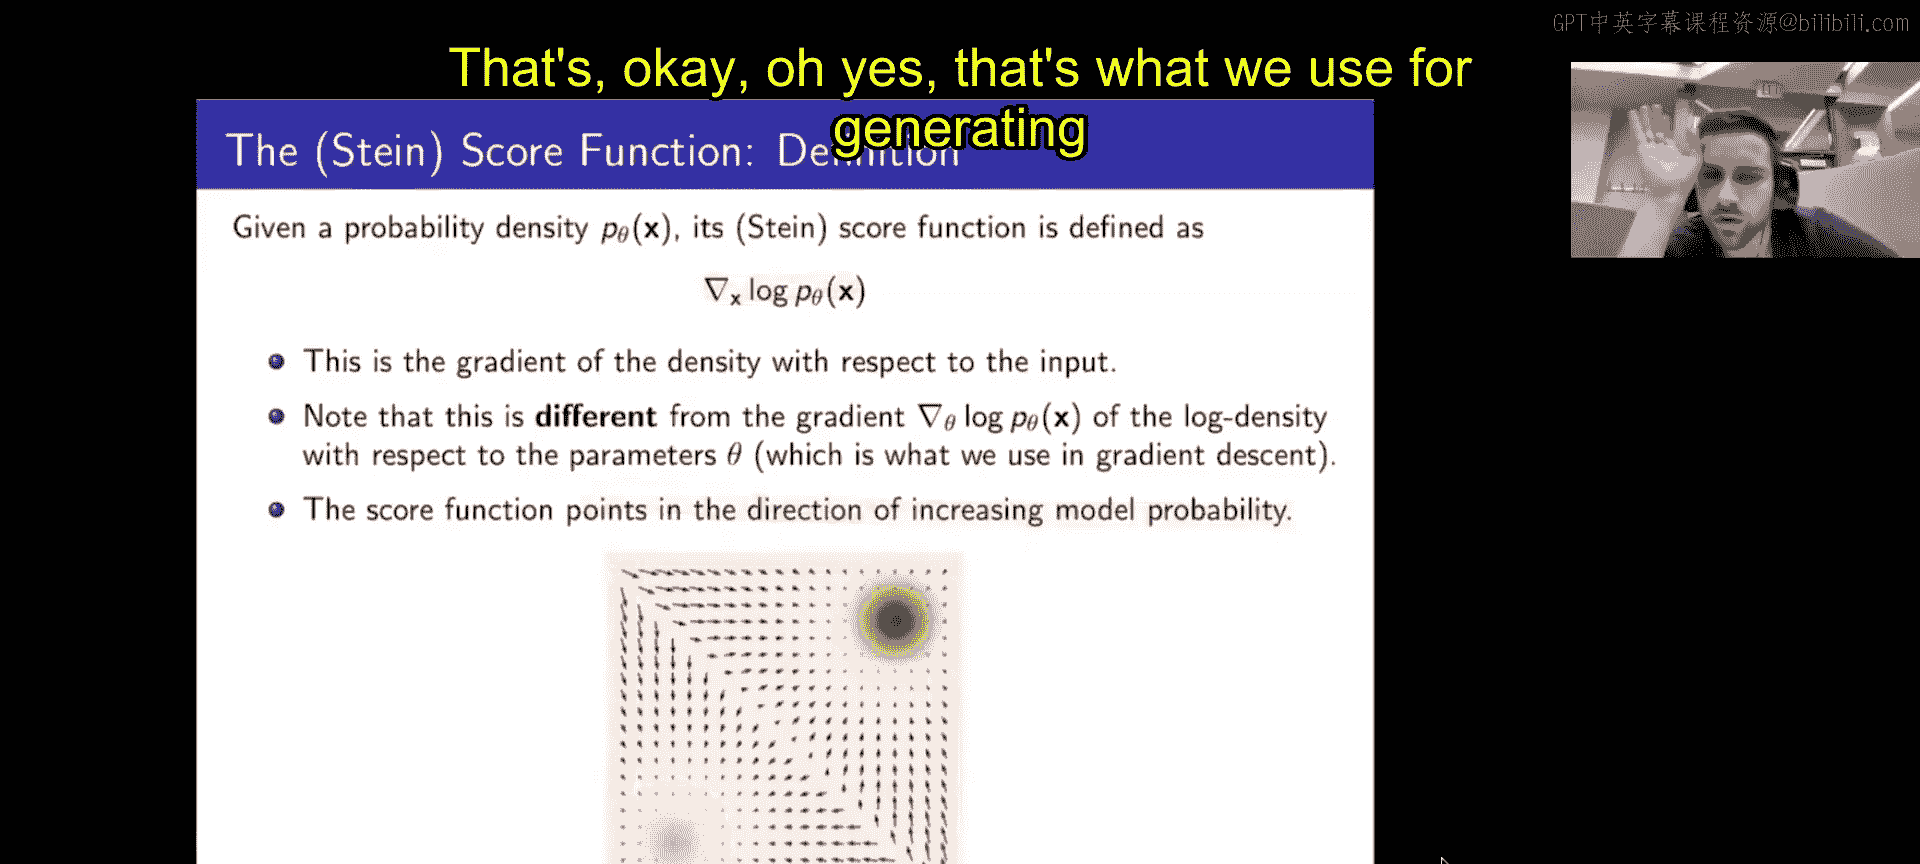 GPT中英字幕课程资源@bilibili.com
That's, okay, oh yes, that's what we use for
generating
The (Stein) Score Function: Definition
Given a probability density pθ(x), its (Stein) score function is defined as
∇x log pθ(x)
This is the gradient of the density with respect to the input.
Note that this is different from the gradient ∇θ log pθ(x) of the log-density
with respect to the parameters θ (which is what we use in gradient descent).
The score function points in the direction of increasing model probability.